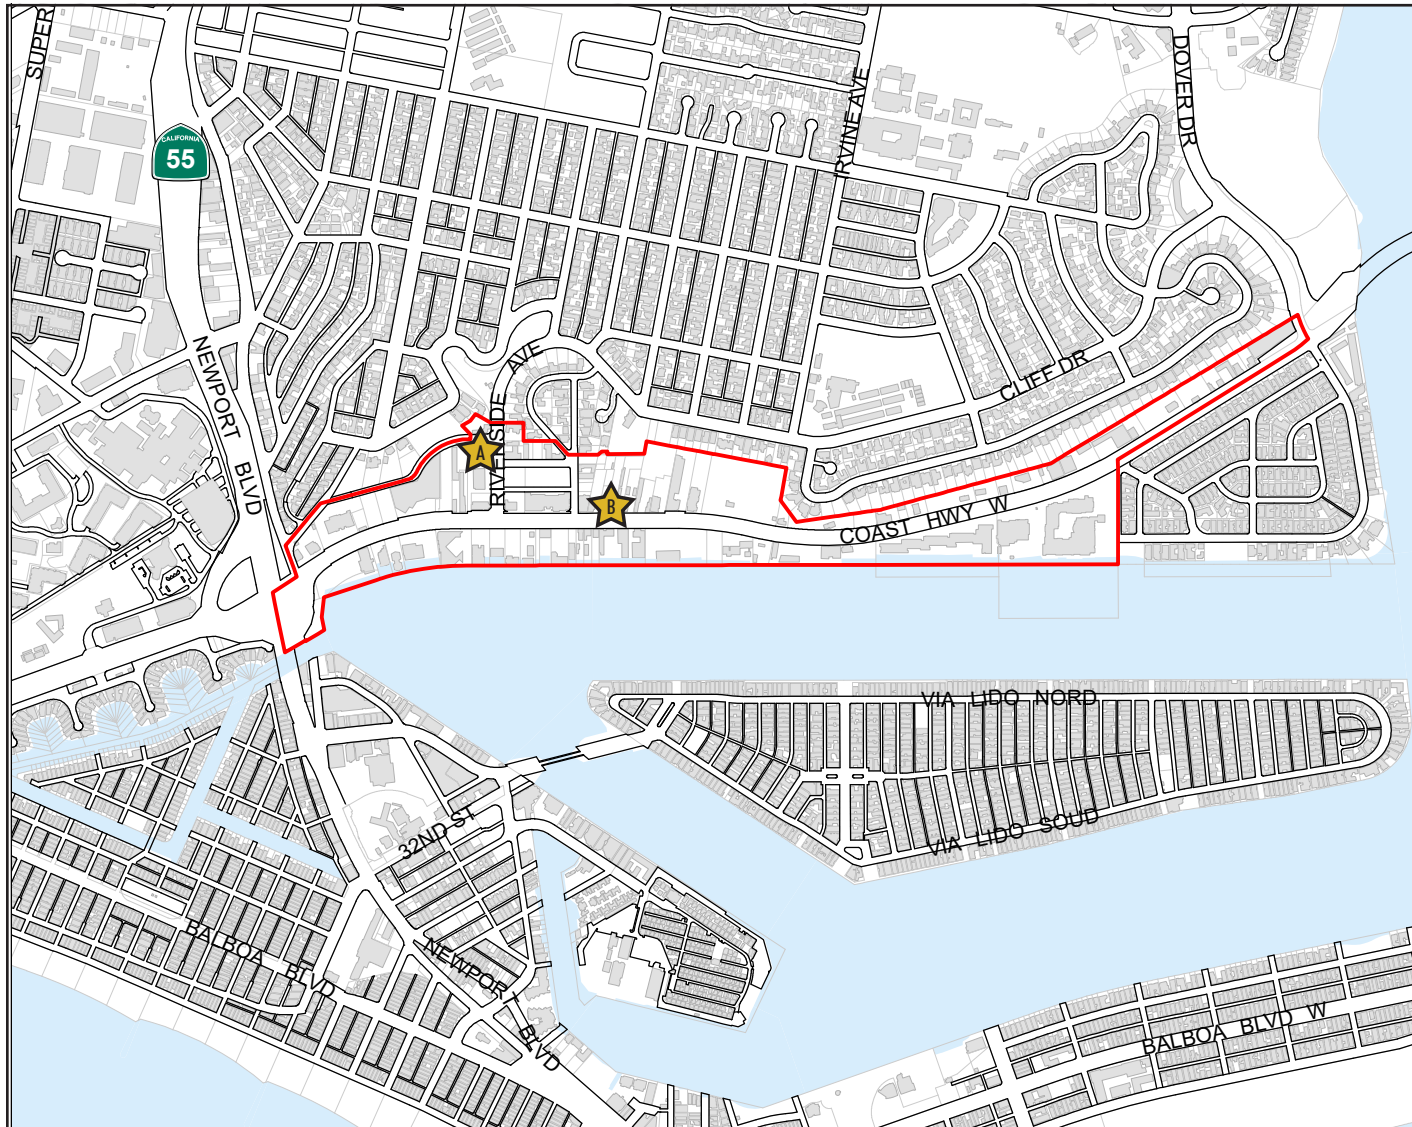 SUPER
DOVER DR
IRVINE AVE
CALIFORNIA
55
NEWPORT BLVD
RIVERSIDE AVE
CLIFF DR
A
B
COAST HWY W
VIA LIDO NORD
VIA LIDO SOUD
32ND ST
BALBOA BLVD
NEWPORT BLVD
BALBOA BLVD W